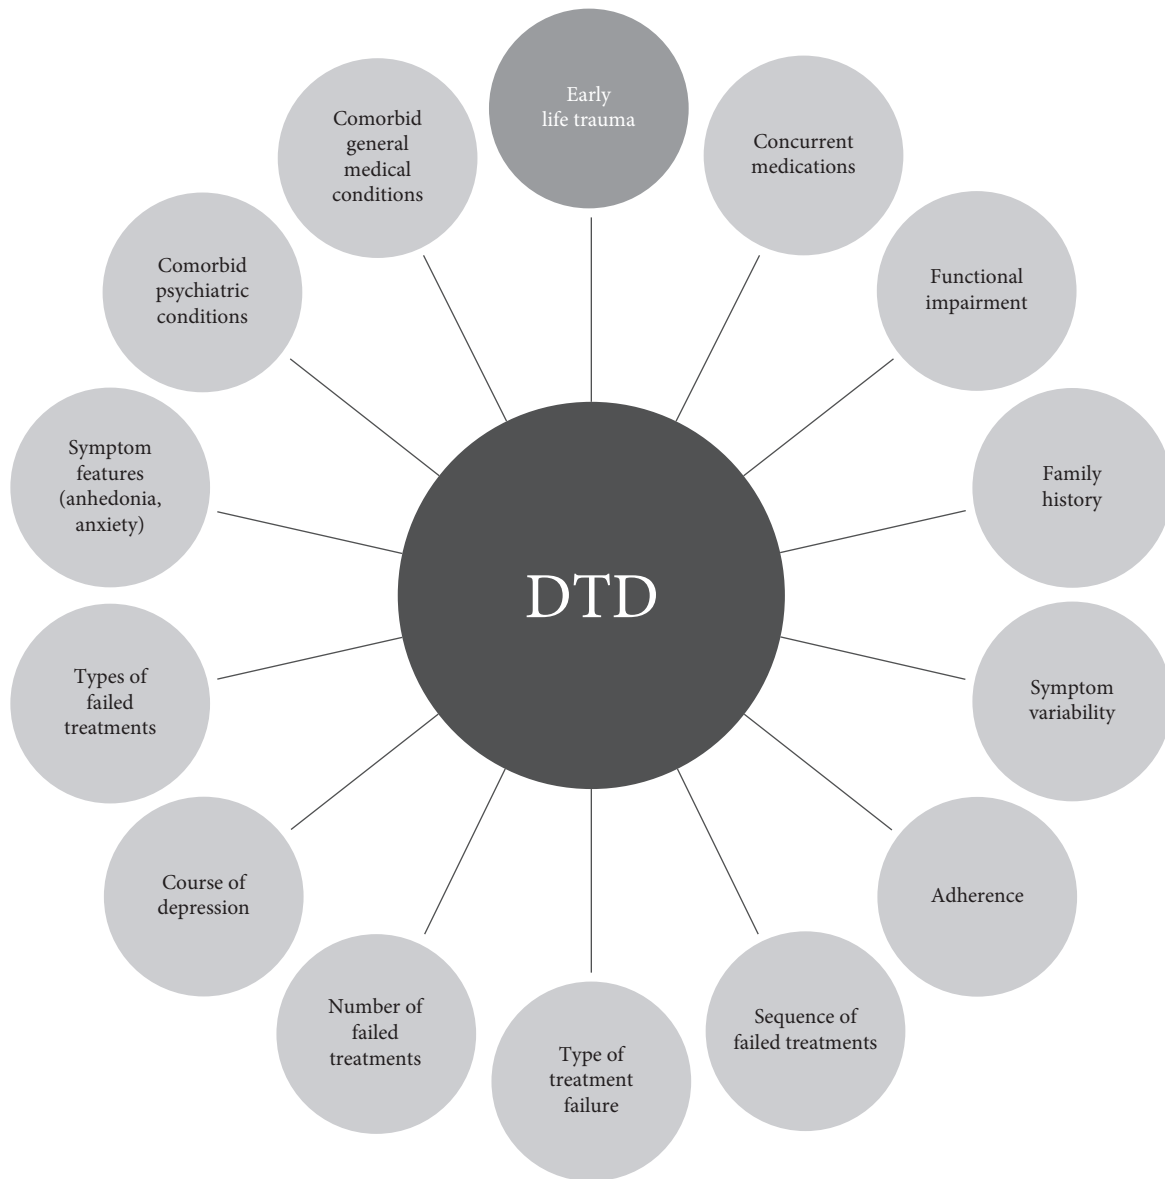 Early
life trauma
Concurrent
medications
Functional
impairment
Family
history
Symptom
variability
Adherence
Sequence of
failed treatments
Type of
treatment
failure
Number of
failed
treatments
Course of
depression
Types of
failed
treatments
Symptom
features
(anhedonia,
anxiety)
Comorbid
psychiatric
conditions
Comorbid
general
medical
conditions
DTD